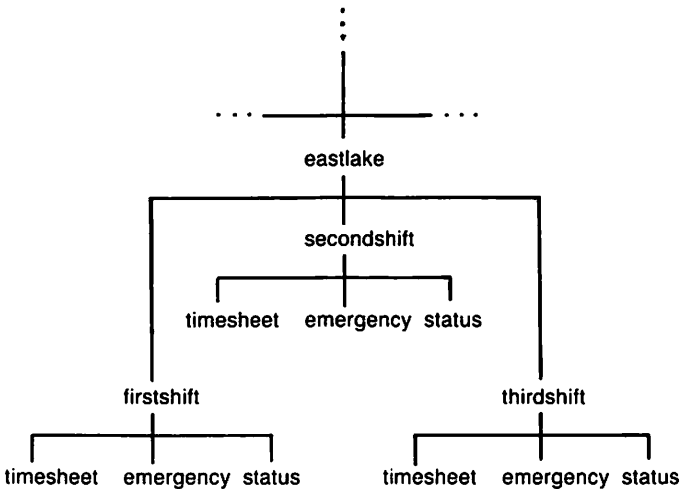 eastlake
secondshift
timesheet emergency status
firstshift thirdshift
timesheet emergency status timesheet emergency status